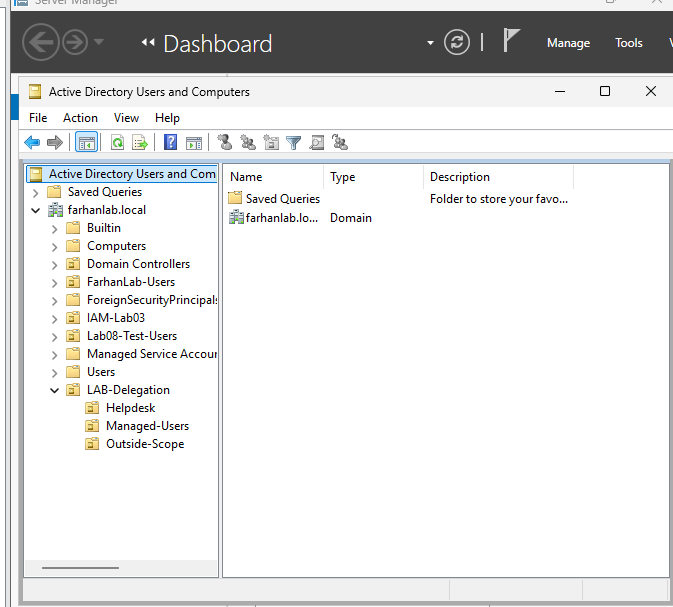 Server Manager
Dashboard
Manage
Tools
Active Directory Users and Computers
File
Action
View
Help
Active Directory Users and Com
Saved Queries
farhanlab.local
Builtin
Computers
Domain Controllers
FarhanLab-Users
ForeignSecurityPrincipals
IAM-Lab03
Lab08-Test-Users
Managed Service Accoun
Users
LAB-Delegation
Helpdesk
Managed-Users
Outside-Scope
Name Type Description
Saved Queries Folder to store your favo...
farhanlab.lo... Domain